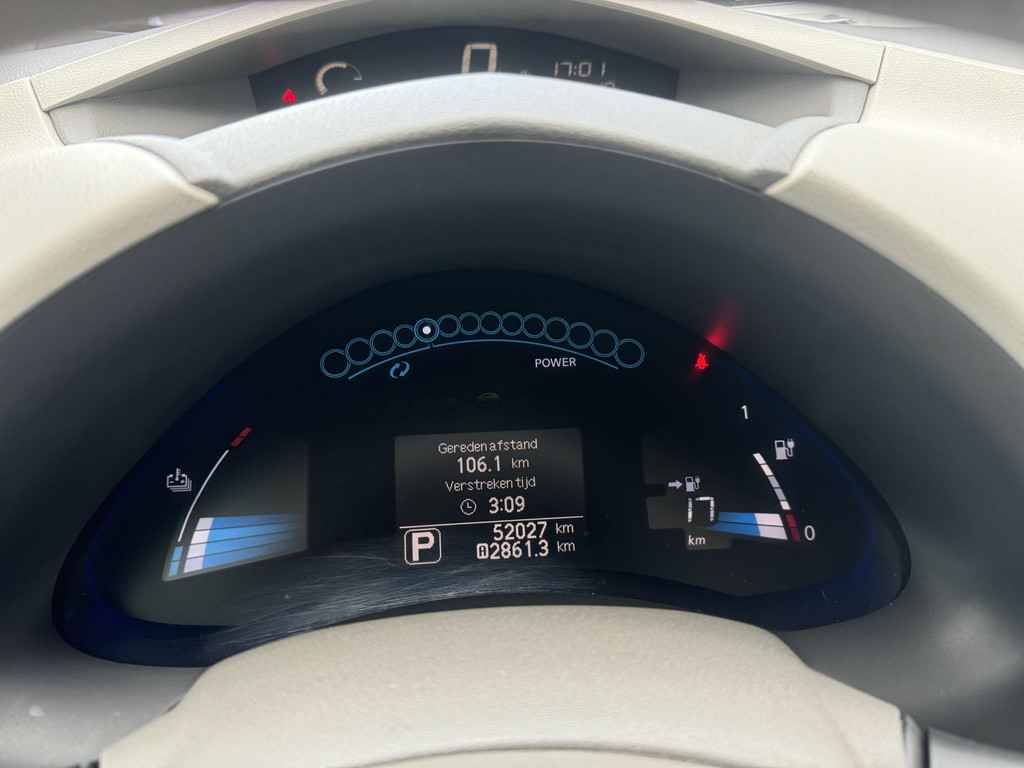 0
17:01
POWER
1
Gereden afstand
106.1 km
Verstreken tijd
3:09
P
52027 km
2861.3 km
km
0